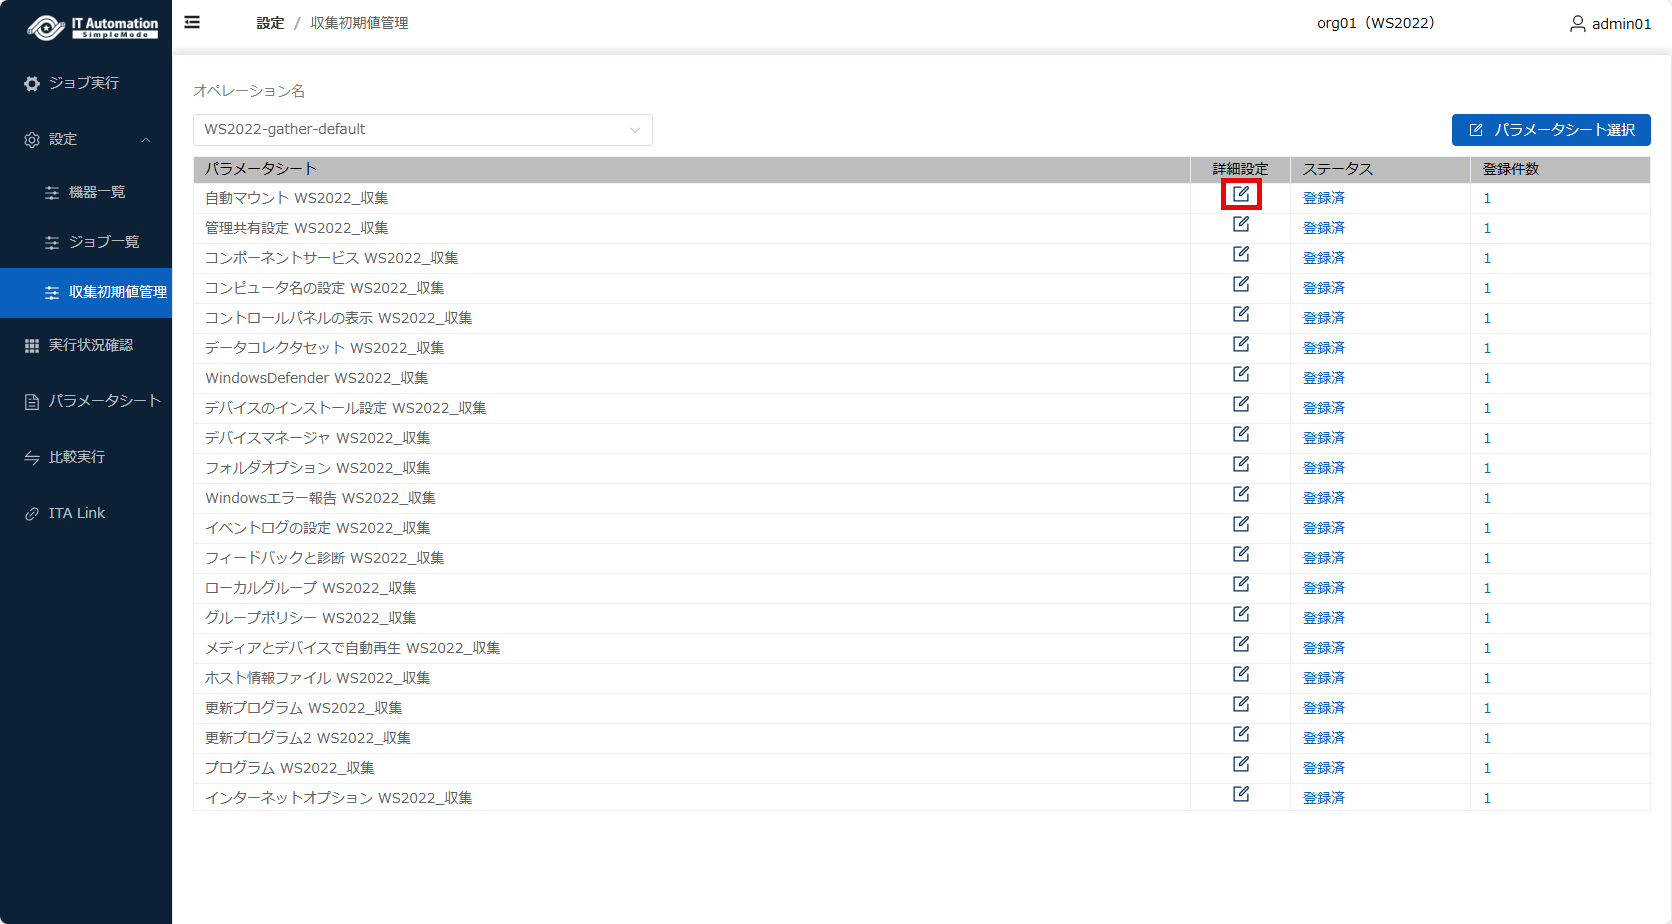 IT Automation
SimpleMode
設定 / 収集初期値管理
org01（WS2022）
admin01
ジョブ実行
設定
機器一覧
ジョブ一覧
収集初期値管理
実行状況確認
パラメータシート
比較実行
ITA Link
オペレーション名
WS2022-gather-default
パラメータシート選択
パラメータシート 詳細設定 ステータス 登録件数
自動マウント WS2022_収集 登録済 1
管理共有設定 WS2022_収集 登録済 1
コンポーネントサービス WS2022_収集 登録済 1
コンピュータ名の設定 WS2022_収集 登録済 1
コントロールパネルの表示 WS2022_収集 登録済 1
データコレクタセット WS2022_収集 登録済 1
WindowsDefender WS2022_収集 登録済 1
デバイスのインストール設定 WS2022_収集 登録済 1
デバイスマネージャ WS2022_収集 登録済 1
フォルダオプション WS2022_収集 登録済 1
Windowsエラー報告 WS2022_収集 登録済 1
イベントログの設定 WS2022_収集 登録済 1
フィードバックと診断 WS2022_収集 登録済 1
ローカルグループ WS2022_収集 登録済 1
グループポリシー WS2022_収集 登録済 1
メディアとデバイスで自動再生 WS2022_収集 登録済 1
ホスト情報ファイル WS2022_収集 登録済 1
更新プログラム WS2022_収集 登録済 1
更新プログラム2 WS2022_収集 登録済 1
プログラム WS2022_収集 登録済 1
インターネットオプション WS2022_収集 登録済 1